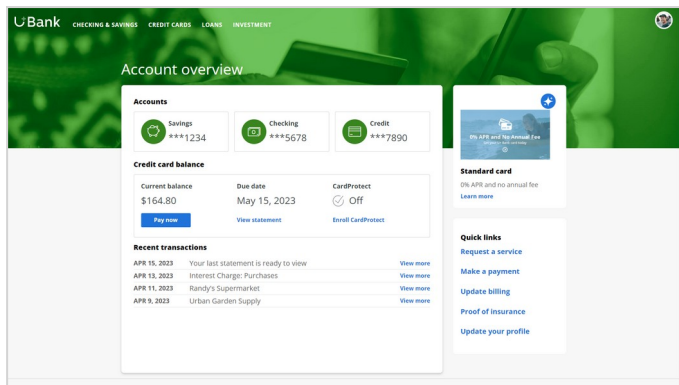 UBank
CHECKING & SAVINGS CREDIT CARDS LOANS INVESTMENT
Account overview
Accounts
Savings
***1234
Checking
***5678
Credit
***7890
Credit card balance
Current balance
$164.80
Pay now
Due date
May 15, 2023
View statement
CardProtect
Off
Enroll CardProtect
Recent transactions
APR 15, 2023 Your last statement is ready to view View more
APR 13, 2023 Interest Charge: Purchases View more
APR 11, 2023 Randy's Supermarket View more
APR 9, 2023 Urban Garden Supply View more
0% APR and No Annual Fee
Standard card
0% APR and no annual fee
Learn more
Quick links
Request a service
Make a payment
Update billing
Proof of insurance
Update your profile